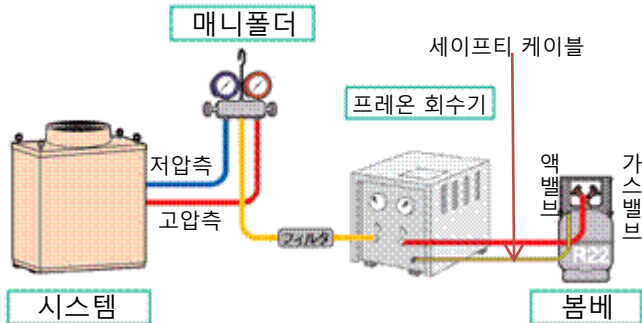 매니폴더
세이프티 케이블
프레온 회수기
액
밸
브
가
스
밸
브
저압측
고압측
フィルタ
R22
시스템
봄베